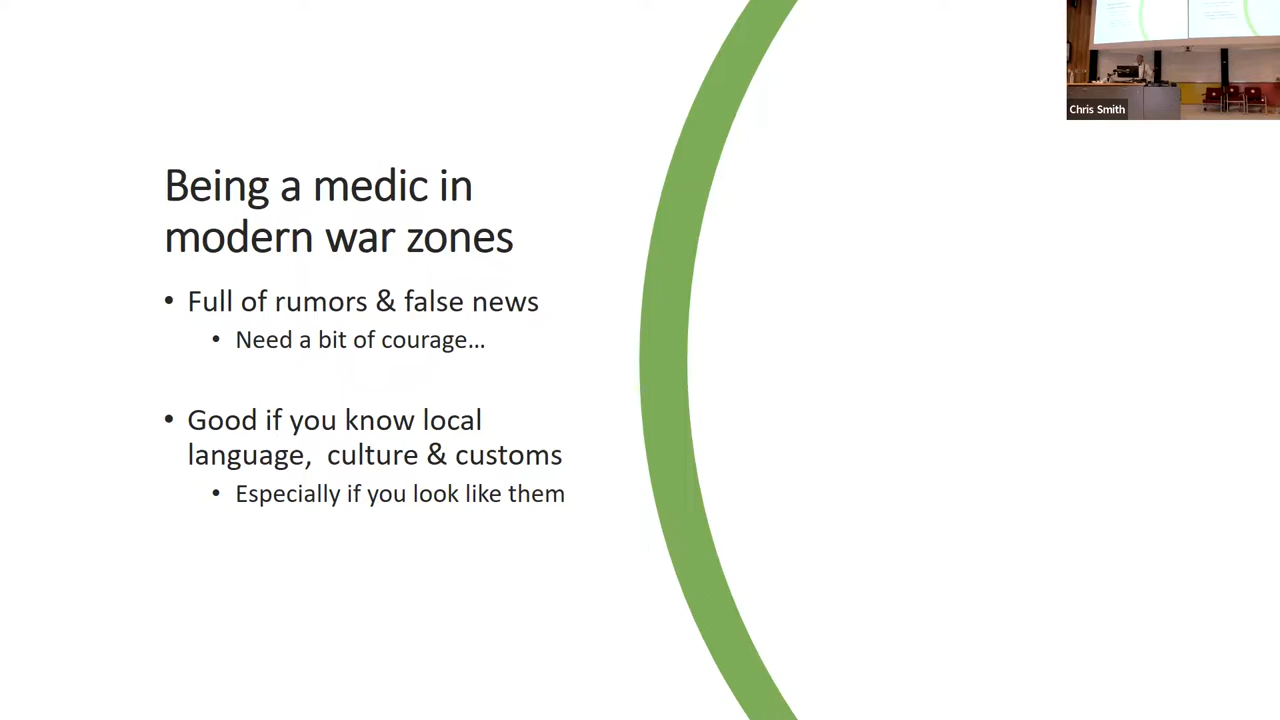 Being a medic in
modern war zones
• Full of rumors & false news
• Need a bit of courage…
• Good if you know local
language,  culture & customs
• Especially if you look like them
Chris Smith